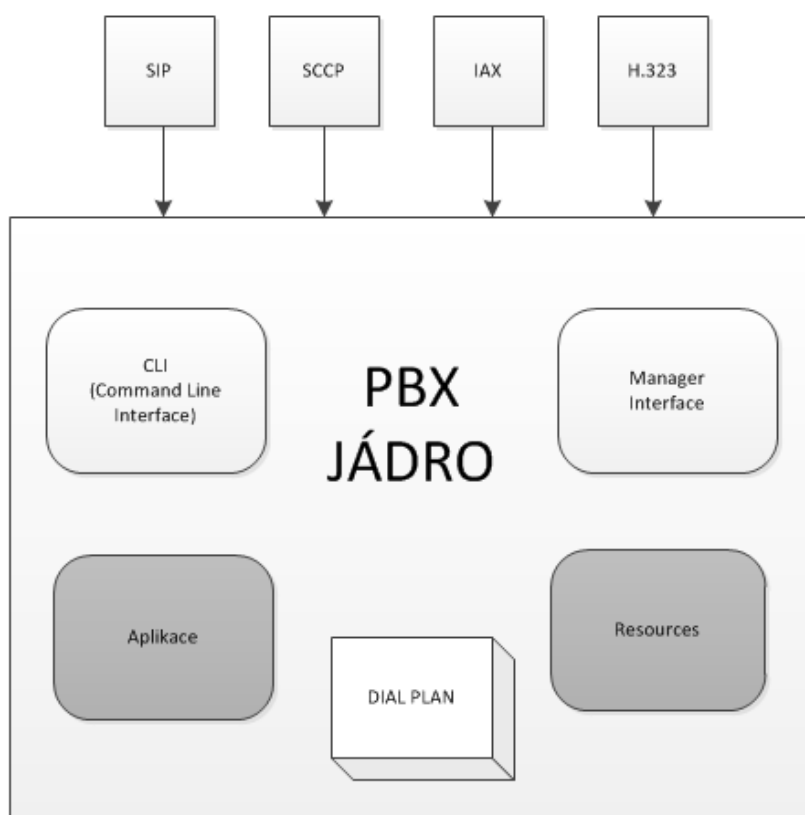 SIP
SCCP
IAX
H.323
CLI
(Command Line
Interface)
PBX
JÁDRO
Manager
Interface
Aplikace
Resources
DIAL PLAN